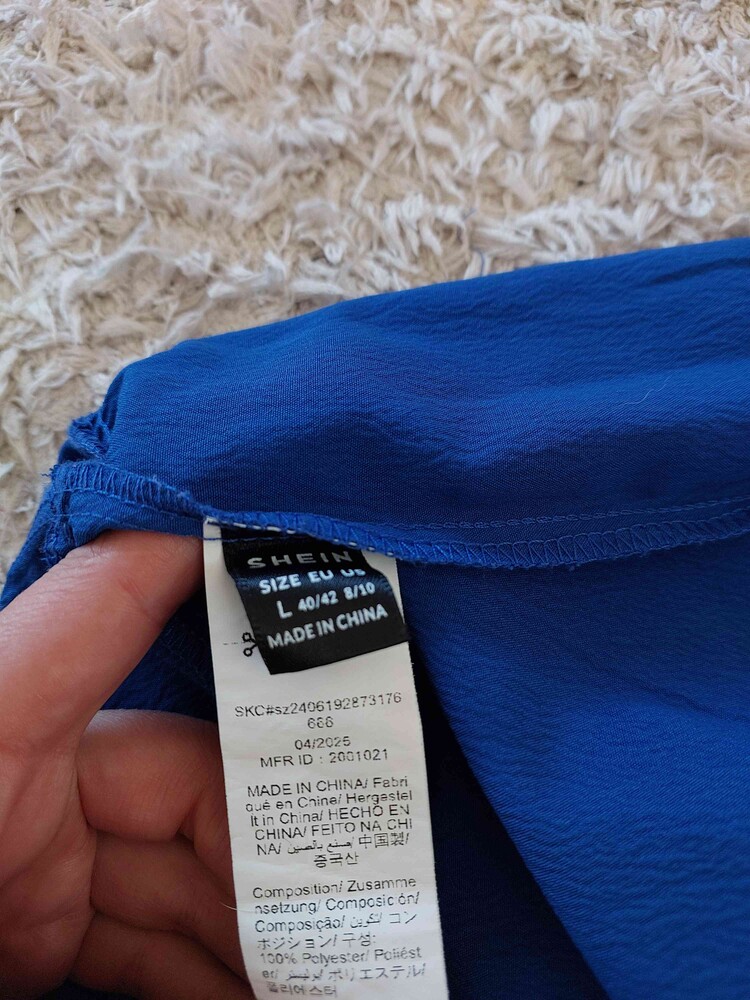 SHEIN
SIZE EU US
L 40/42 8/10
MADE IN CHINA
SKC#sz2406192873176
666
04/2025
MFR ID : 2001021
MADE IN CHINA/ Fabri
qué en Chine/ Hergestel
lt in China/ HECHO EN
CHINA/ FEITO NA CHI
NA/ صنع بالصين/ 中国製/
중국산
Composition/ Zusamme
nsetzung/ Composición/
Composição/ تكوين/ コン
ポジション/ 구성:
100% Polyester/ Poliést
er/ بوليستر/ ポリエステル/
폴리에스터